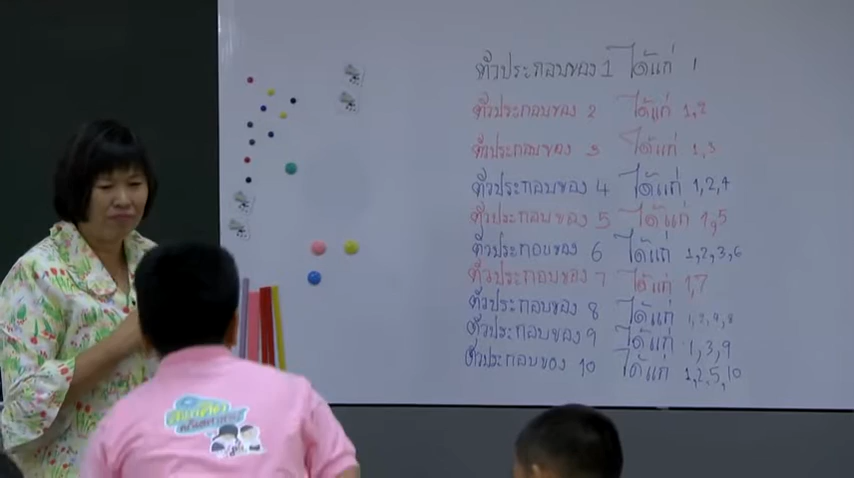 ตัวประกอบของ 1 ได้แก่ 1
ตัวประกอบของ 2 ได้แก่ 1,2
ตัวประกอบของ 3 ได้แก่ 1,3
ตัวประกอบของ 4 ได้แก่ 1,2,4
ตัวประกอบของ 5 ได้แก่ 1,5
ตัวประกอบของ 6 ได้แก่ 1,2,3,6
ตัวประกอบของ 7 ได้แก่ 1,7
ตัวประกอบของ 8 ได้แก่ 1,2,4,8
ตัวประกอบของ 9 ได้แก่ 1,3,9
ตัวประกอบของ 10 ได้แก่ 1,2,5,10